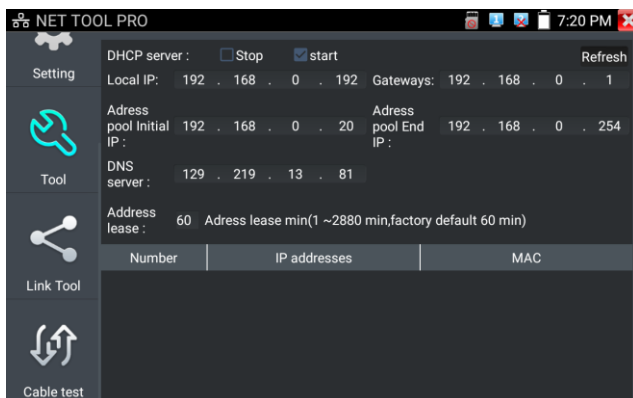 NET TOOL PRO 7:20 PM
DHCP server : Stop start Refresh
Setting
Local IP: 192 . 168 . 0 . 192 Gateways: 192 . 168 . 0 . 1
Adress pool Initial IP : 192 . 168 . 0 . 20 Adress pool End IP : 192 . 168 . 0 . 254
Tool
DNS server : 129 . 219 . 13 . 81
Address lease : 60 Adress lease min(1 ~2880 min,factory default 60 min)
Number IP addresses MAC
Link Tool
Cable test